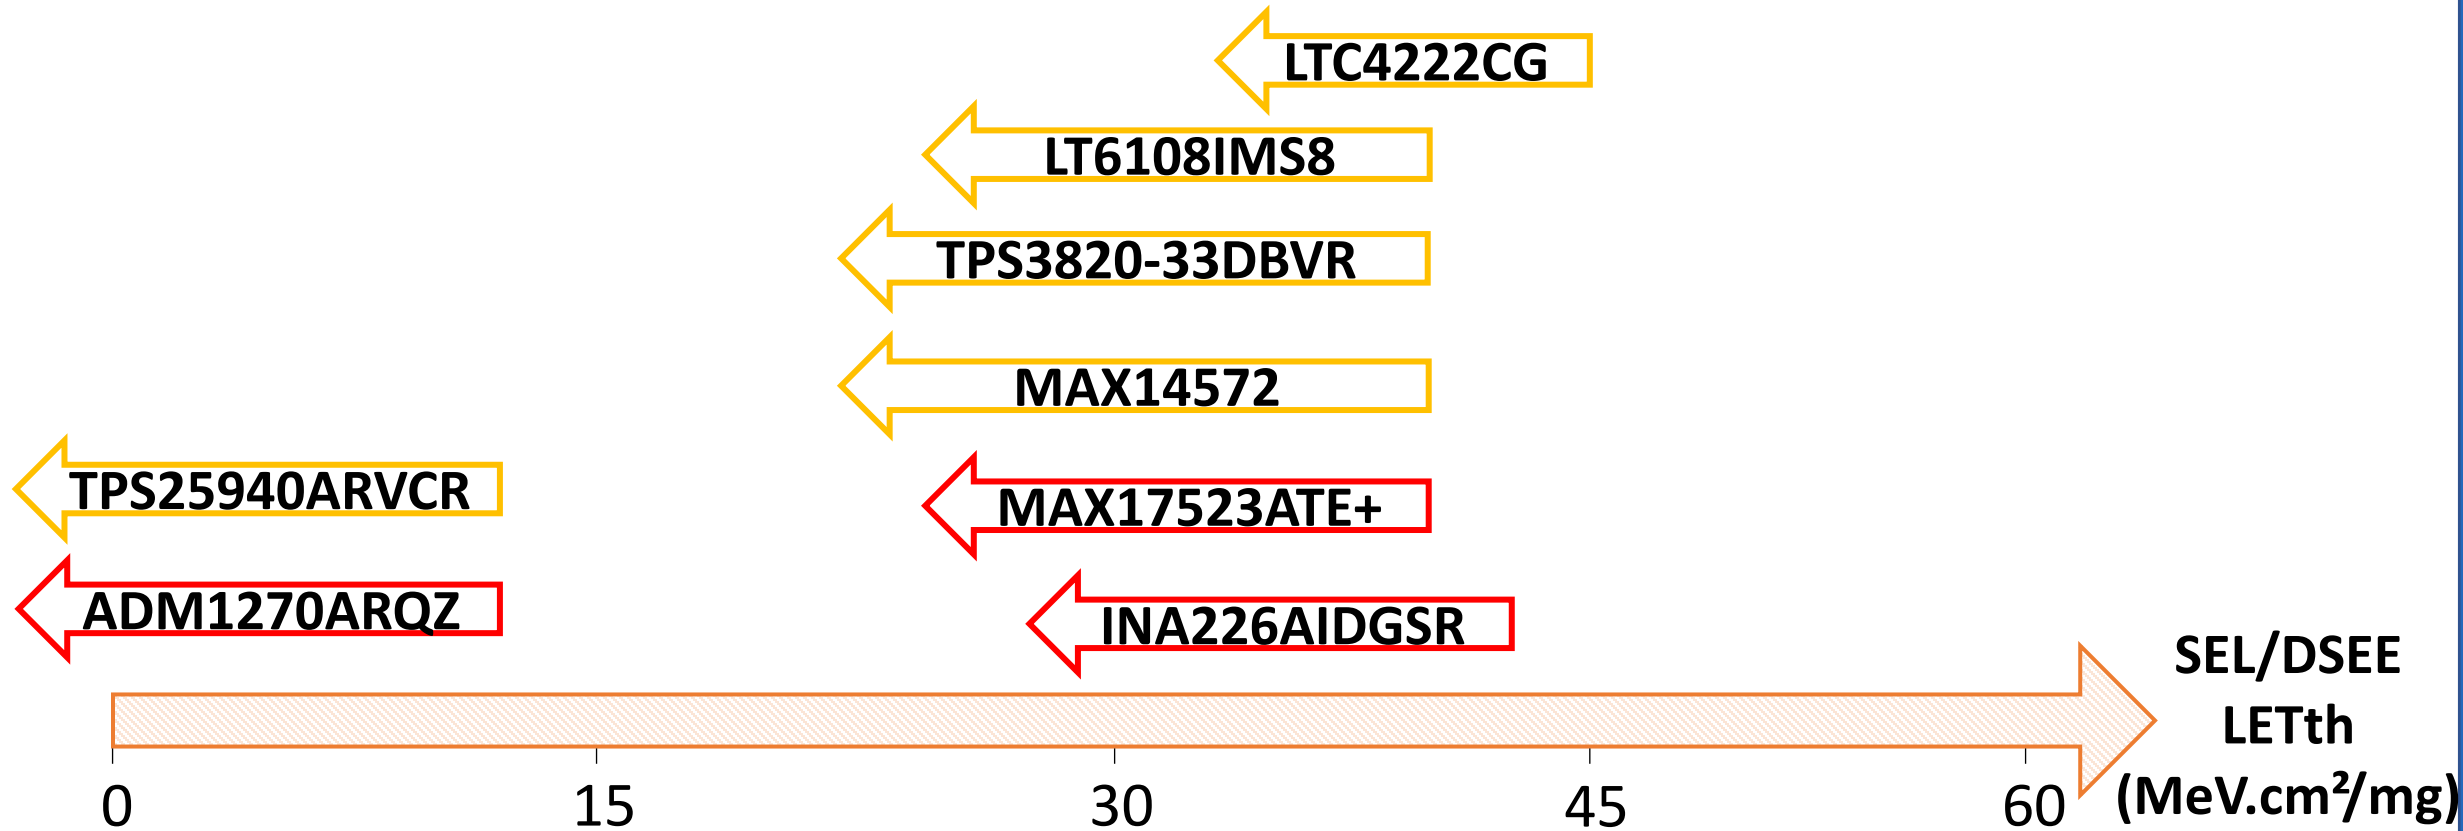 LTC4222CG
LT6108IMS8
TPS3820-33DBVR
MAX14572
TPS25940ARVCR
MAX17523ATE+
ADM1270ARQZ
INA226AIDGSR
SEL/DSEE
LETth
(MeV.cm²/mg)
0 15 30 45 60